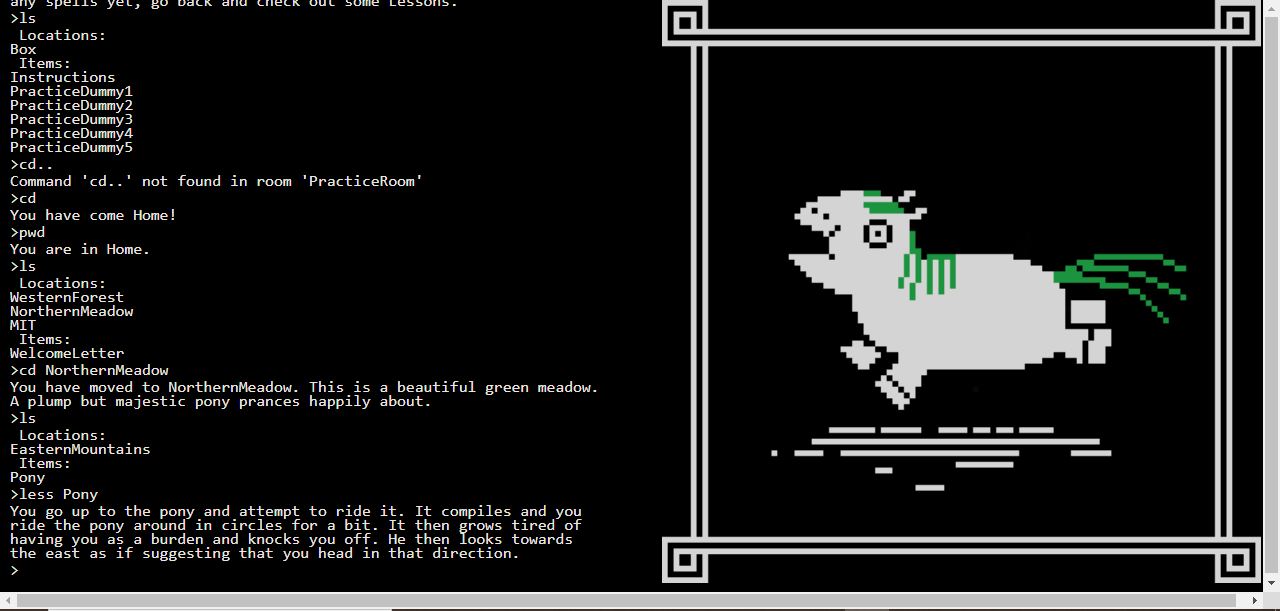 any spells yet, go back and check out some Lessons.
>ls
Locations:
Box
Items:
Instructions
PracticeDummy1
PracticeDummy2
PracticeDummy3
PracticeDummy4
PracticeDummy5
>cd..
Command 'cd..' not found in room 'PracticeRoom'
>cd
You have come Home!
>pwd
You are in Home.
>ls
Locations:
WesternForest
NorthernMeadow
MIT
Items:
WelcomeLetter
>cd NorthernMeadow
You have moved to NorthernMeadow. This is a beautiful green meadow.
A plump but majestic pony prances happily about.
>ls
Locations:
EasternMountains
Items:
Pony
>less Pony
You go up to the pony and attempt to ride it. It compiles and you
ride the pony around in circles for a bit. It then grows tired of
having you as a burden and knocks you off. He then looks towards
the east as if suggesting that you head in that direction.
>